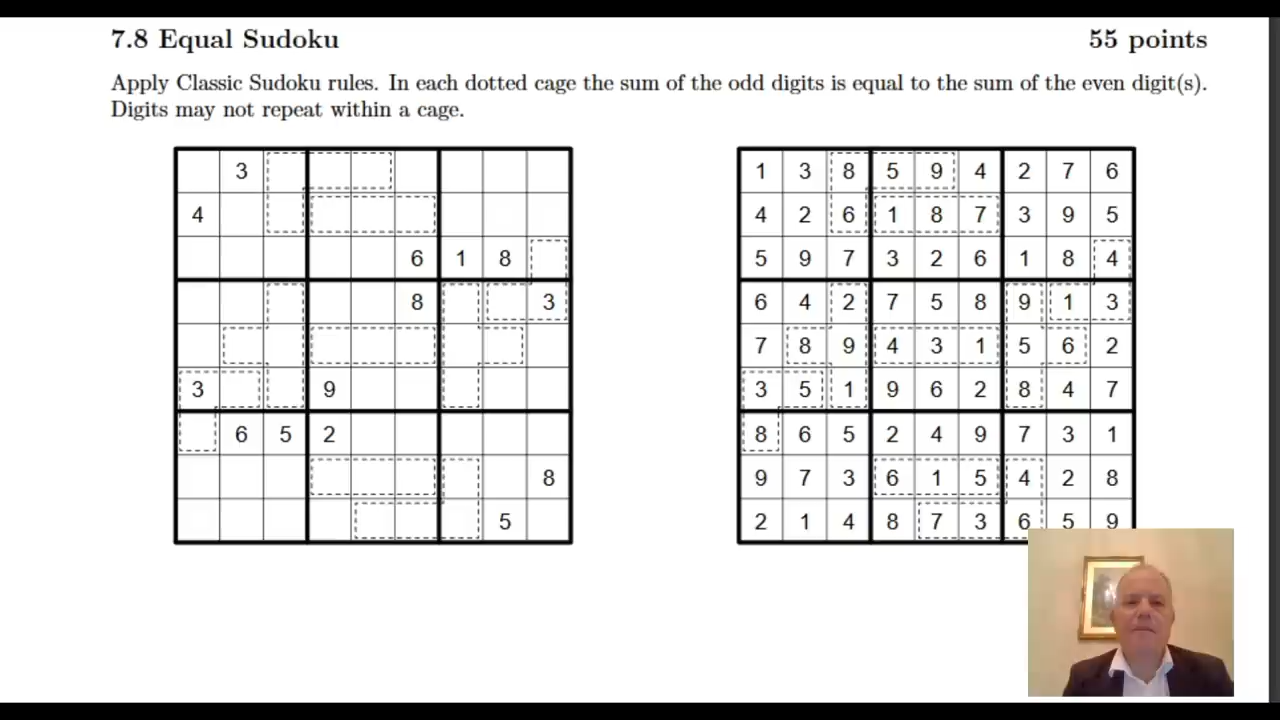 7.8 Equal Sudoku 55 points
Apply Classic Sudoku rules. In each dotted cage the sum of the odd digits is equal to the sum of the even digit(s).
Digits may not repeat within a cage.
3 1 3 8 5 9 4 2 7 6
4 4 2 6 1 8 7 3 9 5
6 1 8 5 9 7 3 2 6 1 8 4
8 3 6 4 2 7 5 8 9 1 3
7 8 9 4 3 1 5 6 2
3 9 3 5 1 9 6 2 8 4 7
6 5 2 8 6 5 2 4 9 7 3 1
8 9 7 3 6 1 5 4 2 8
5 2 1 4 8 7 3 6 5 9